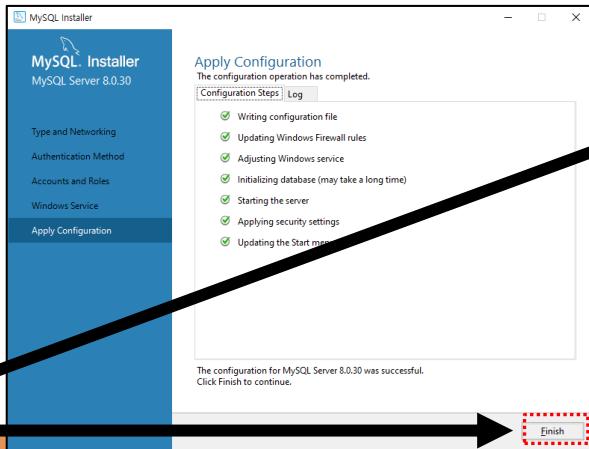 MySQL Installer
MySQL. Installer
MySQL Server 8.0.30
Type and Networking
Authentication Method
Accounts and Roles
Windows Service
Apply Configuration
Apply Configuration
The configuration operation has completed.
Configuration Steps Log
Writing configuration file
Updating Windows Firewall rules
Adjusting Windows service
Initializing database (may take a long time)
Starting the server
Applying security settings
Updating the Start
The configuration for MySQL Server 8.0.30 was successful.
Click Finish to continue.
Finish